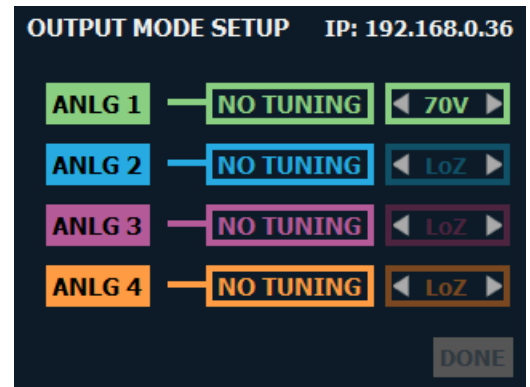 OUTPUT MODE SETUP IP: 192.168.0.36
ANLG 1 NO TUNING 70V
ANLG 2 NO TUNING LoZ
ANLG 3 NO TUNING LoZ
ANLG 4 NO TUNING LoZ
DONE